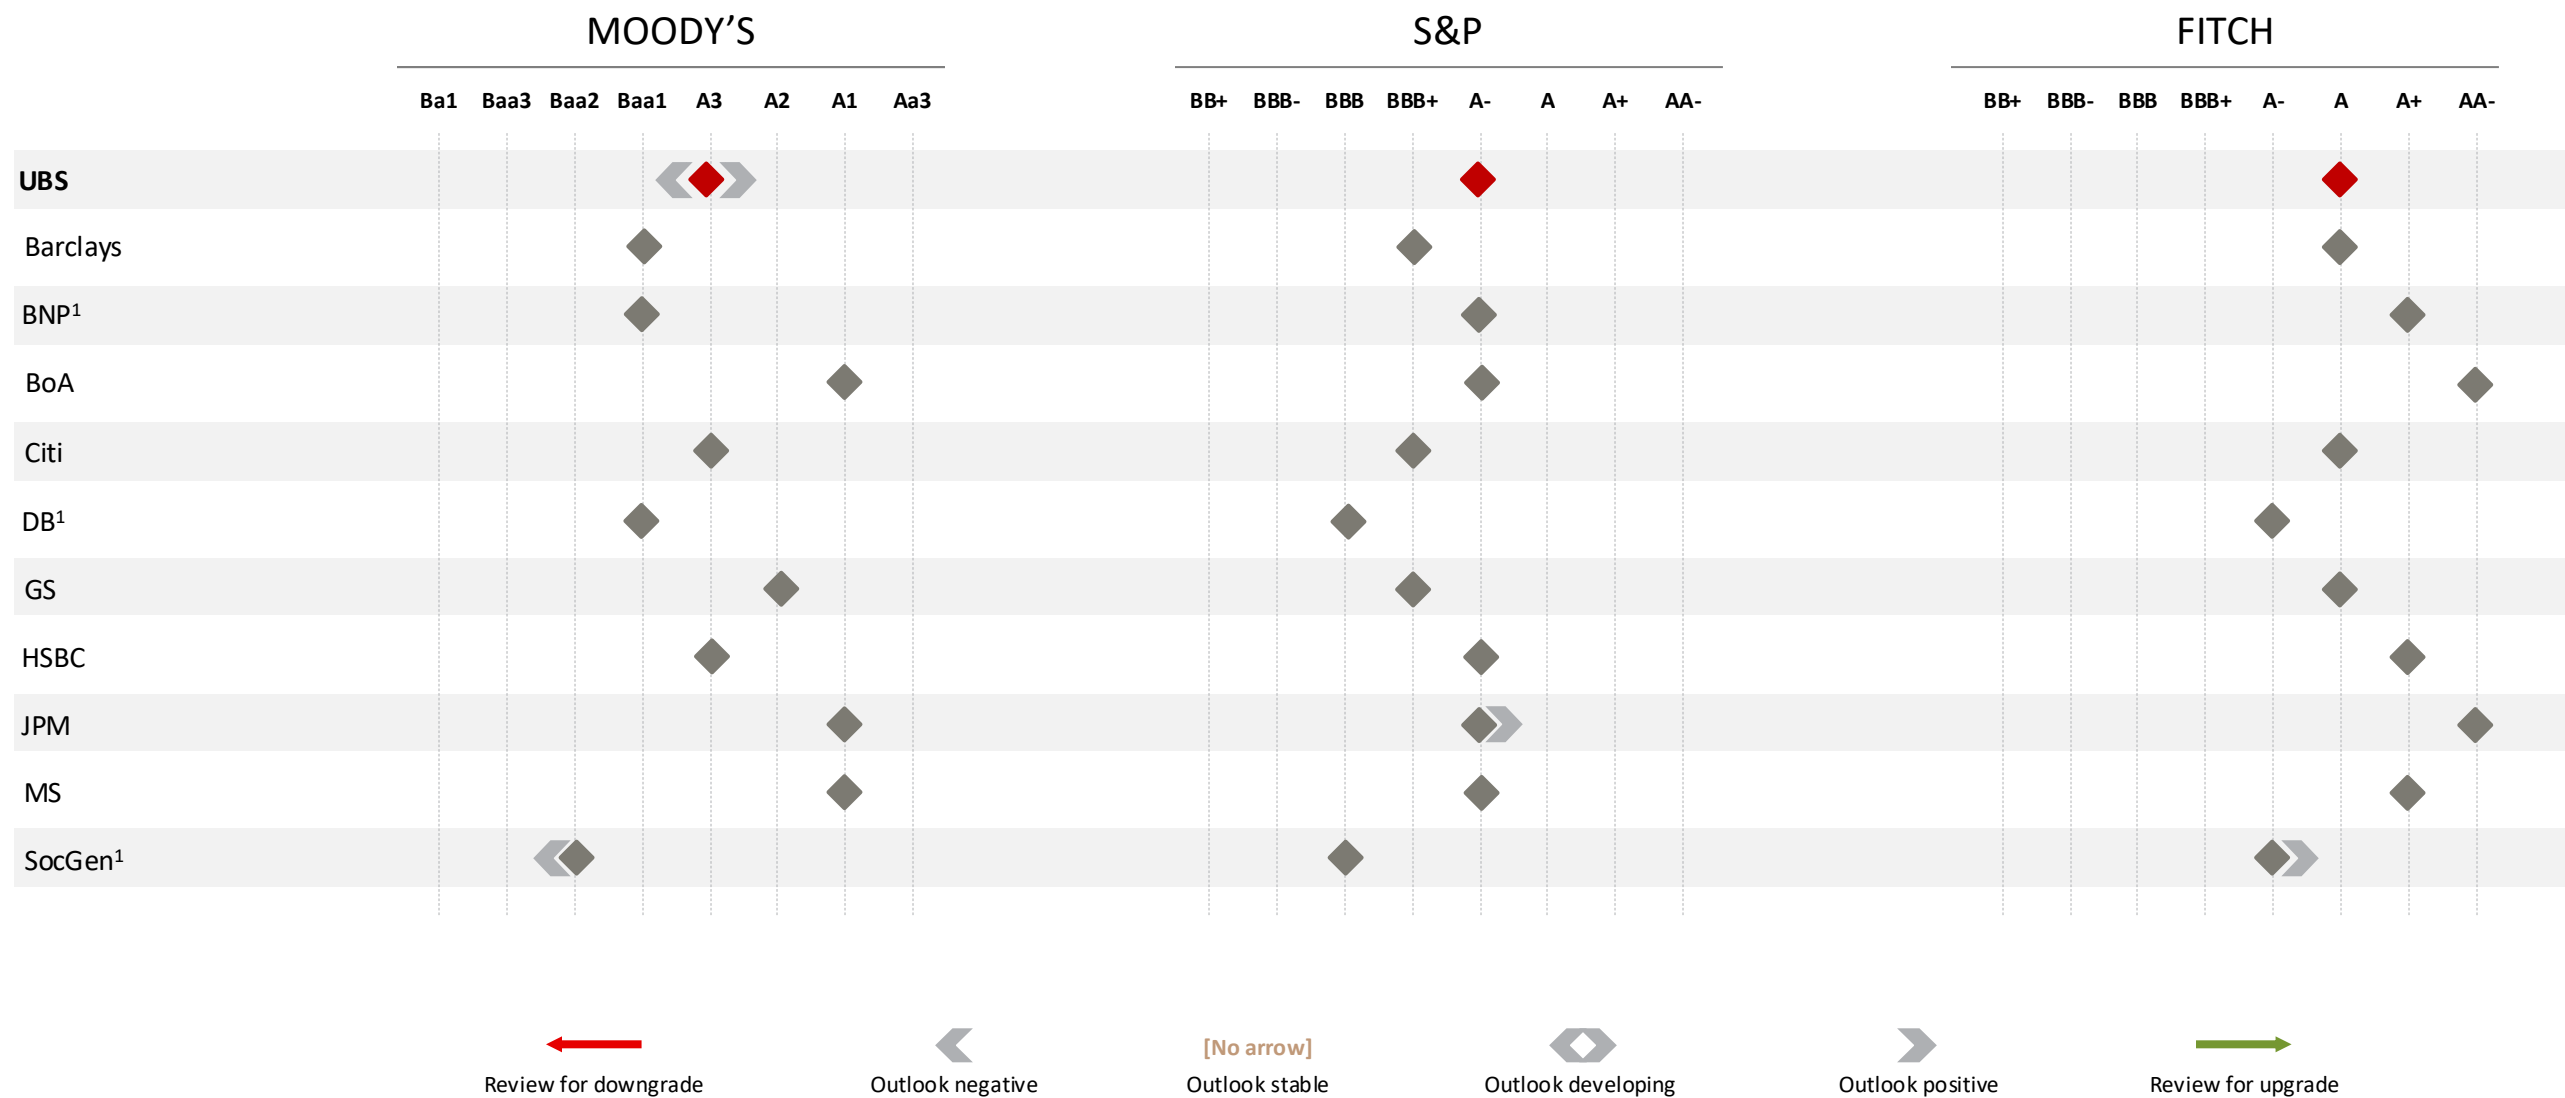 MOODY’S S&P FITCH
Ba1 Baa3 Baa2 Baa1 A3 A2 A1 Aa3 BB+ BBB- BBB BBB+ A- A A+ AA- BB+ BBB- BBB BBB+ A- A A+ AA-
UBS
Barclays
BNP1
BoA
Citi
DB1
GS
HSBC
JPM
MS
SocGen1
[No arrow]
Review for downgrade Outlook negative Outlook stable Outlook developing Outlook positive Review for upgrade